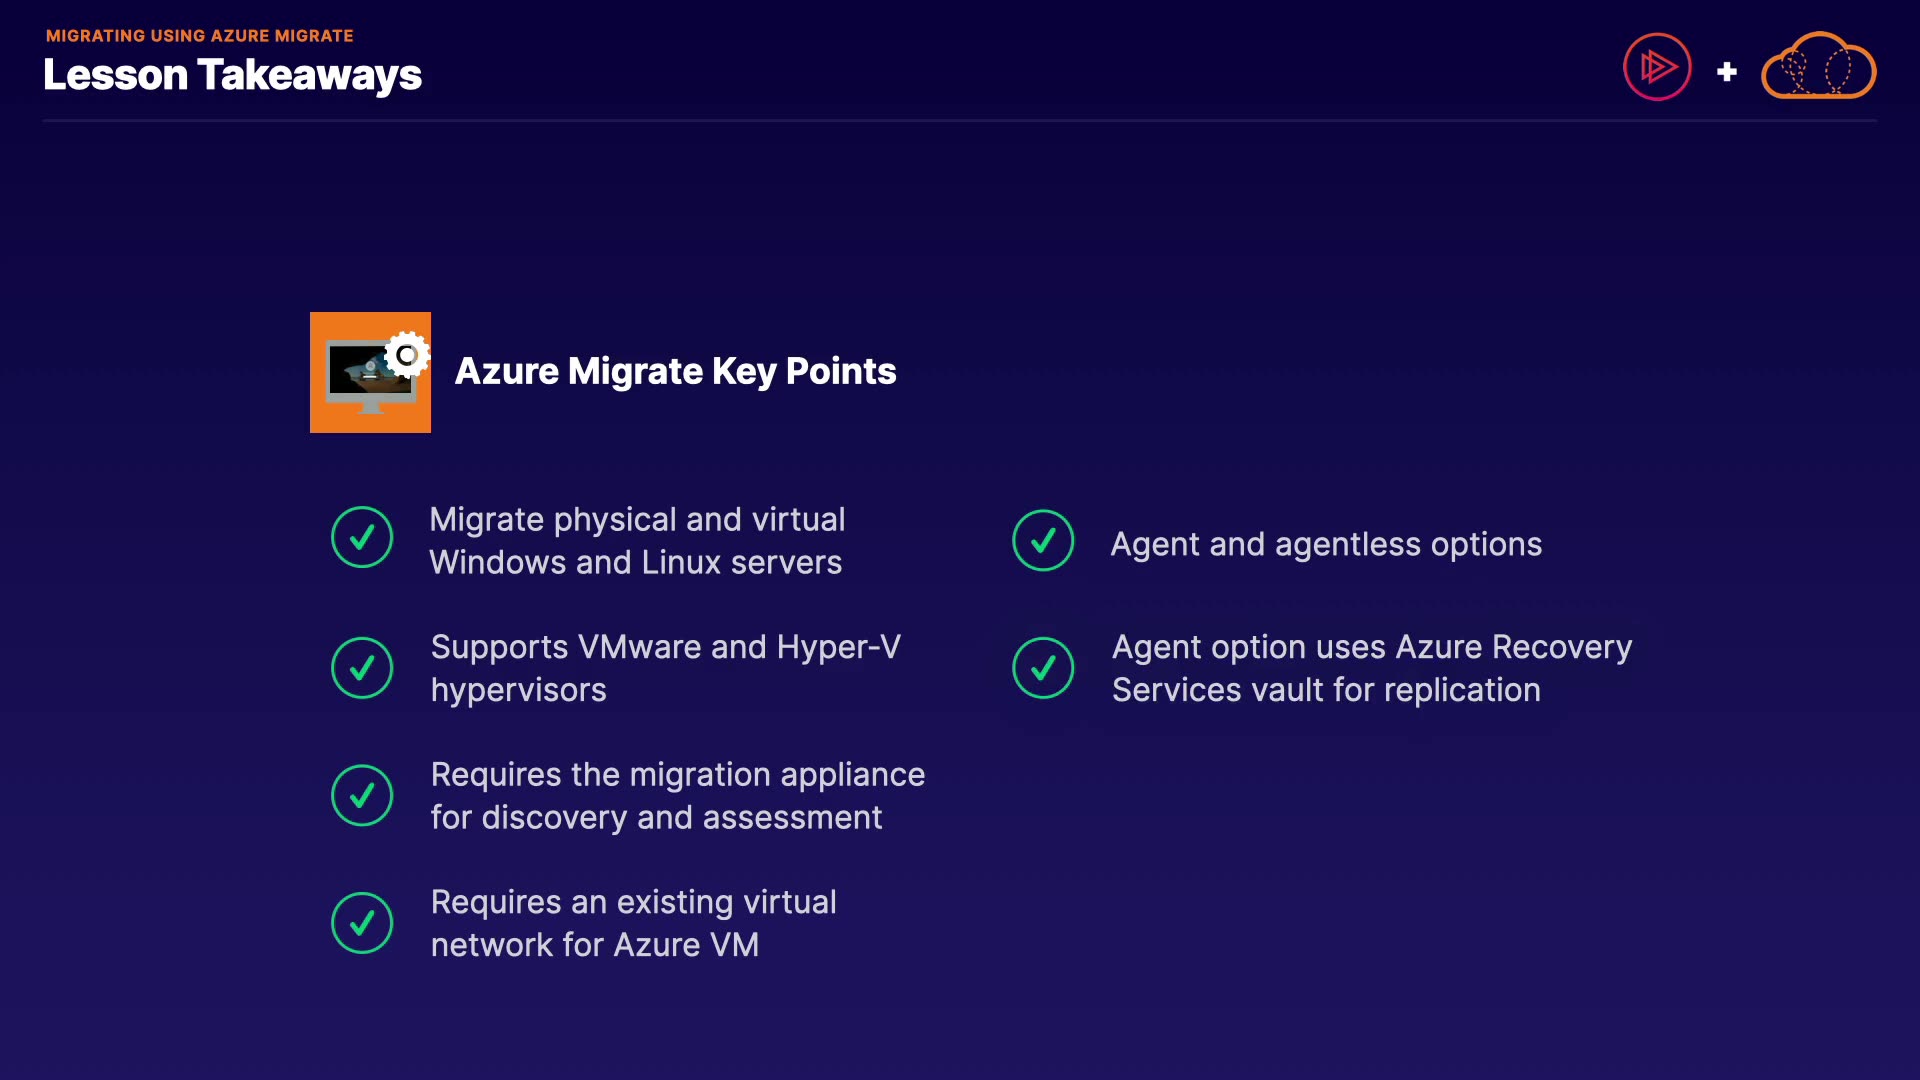 MIGRATING USING AZURE MIGRATE
Lesson Takeaways
+
Azure Migrate Key Points
Migrate physical and virtual
Windows and Linux servers
Supports VMware and Hyper-V
hypervisors
Requires the migration appliance
for discovery and assessment
Requires an existing virtual
network for Azure VM
Agent and agentless options
Agent option uses Azure Recovery
Services vault for replication